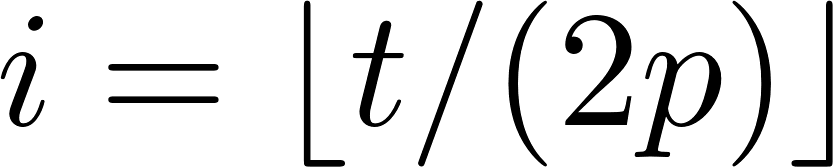 i = ⌊t/(2p)⌋